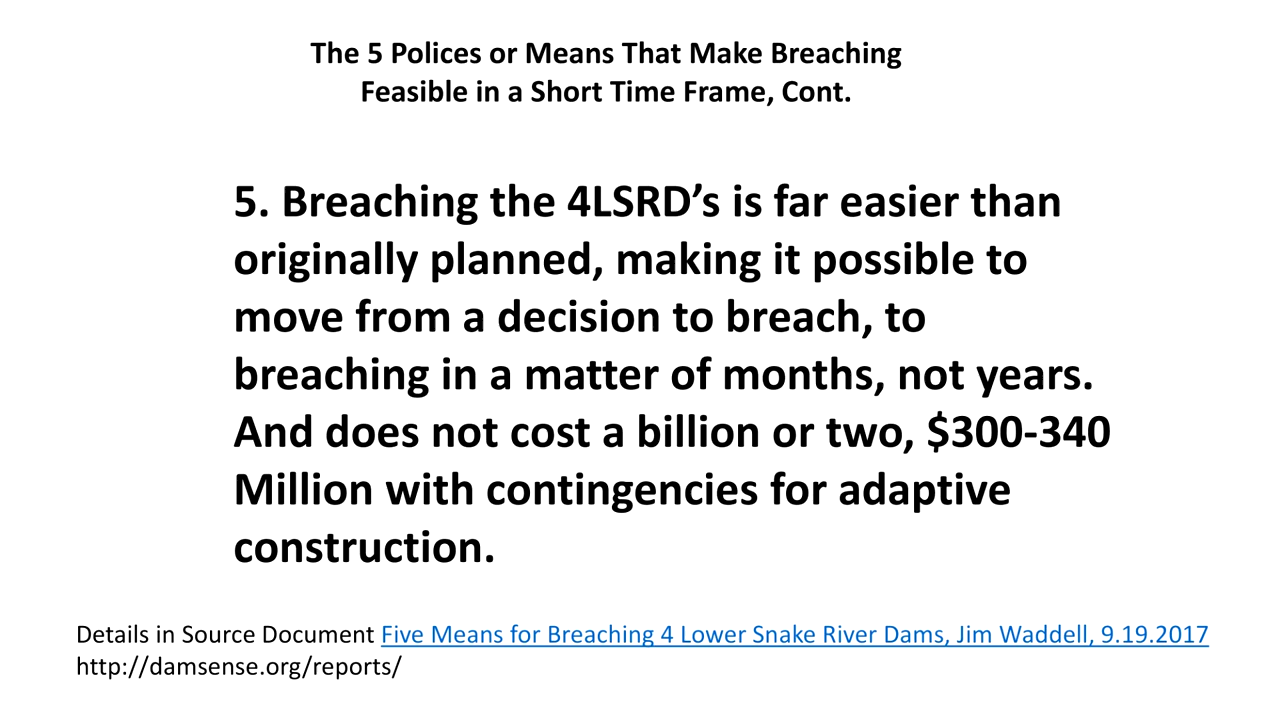 The 5 Polices or Means That Make Breaching
Feasible in a Short Time Frame, Cont.
5. Breaching the 4LSRD’s is far easier than
originally planned, making it possible to
move from a decision to breach, to
breaching in a matter of months, not years.
And does not cost a billion or two, $300-340
Million with contingencies for adaptive
construction.
Details in Source Document Five Means for Breaching 4 Lower Snake River Dams, Jim Waddell, 9.19.2017
http://damsense.org/reports/